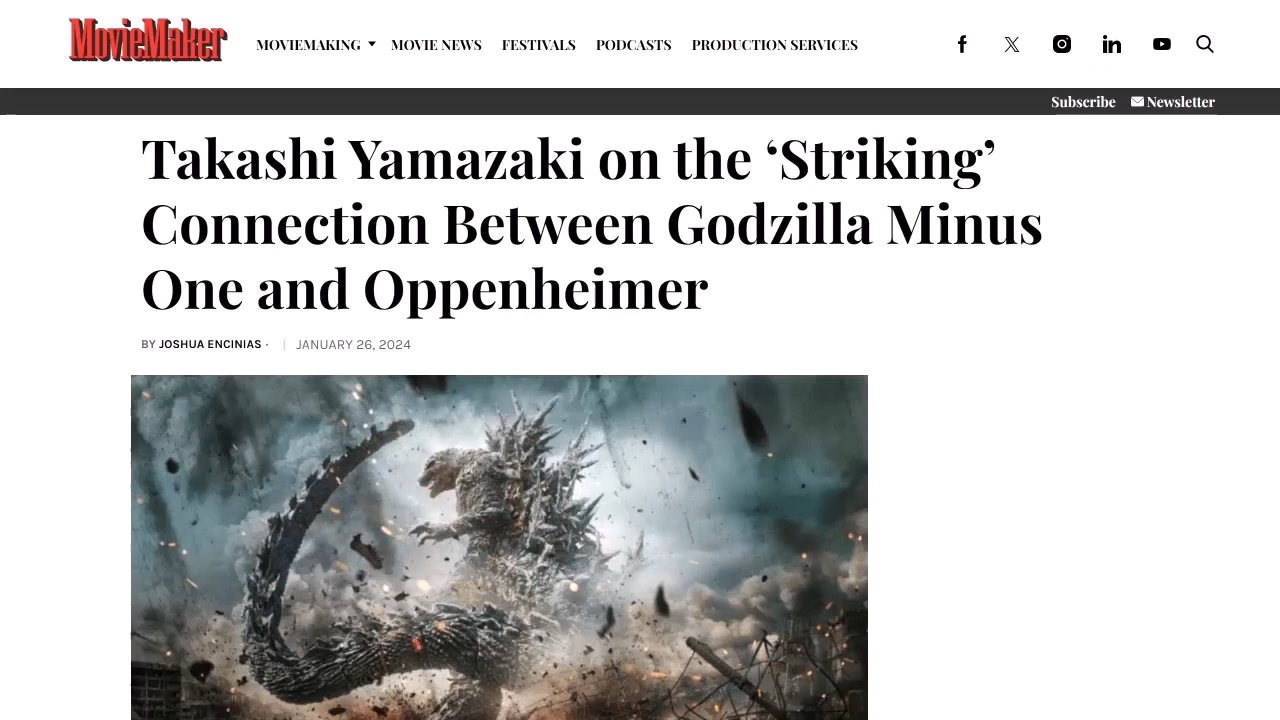 MovieMaker
MOVIEMAKING MOVIE NEWS FESTIVALS PODCASTS PRODUCTION SERVICES
Subscribe Newsletter
Takashi Yamazaki on the ‘Striking’
Connection Between Godzilla Minus
One and Oppenheimer
BY JOSHUA ENCINIAS · | JANUARY 26, 2024